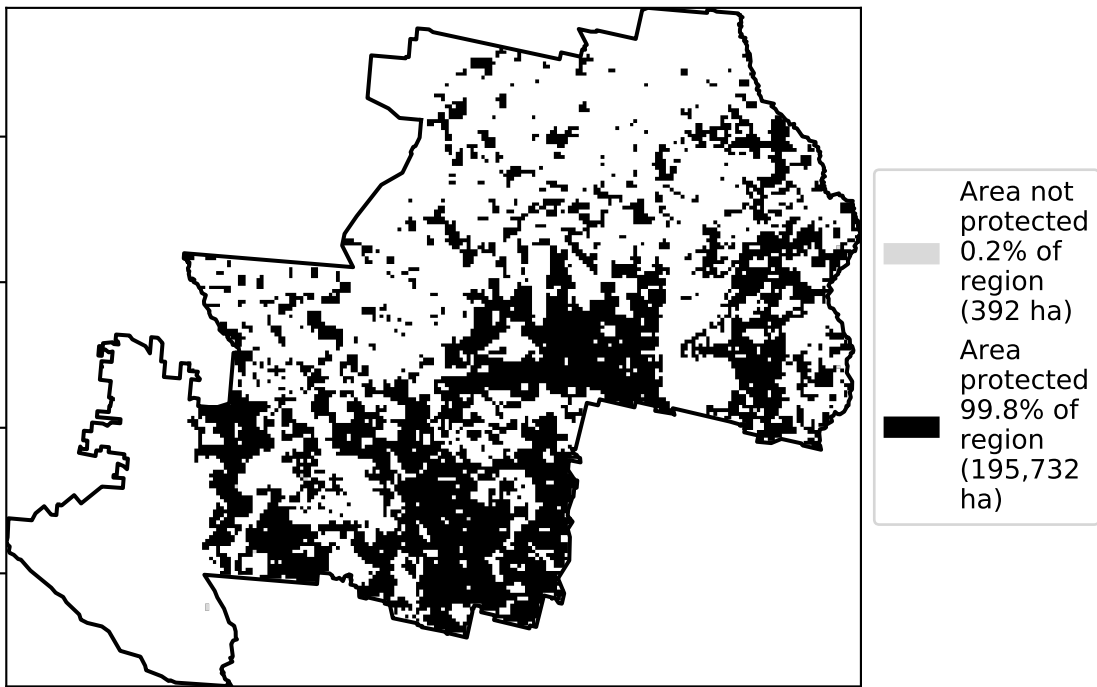 Area not
protected
0.2% of
region
(392 ha)
Area
protected
99.8% of
region
(195,732
ha)